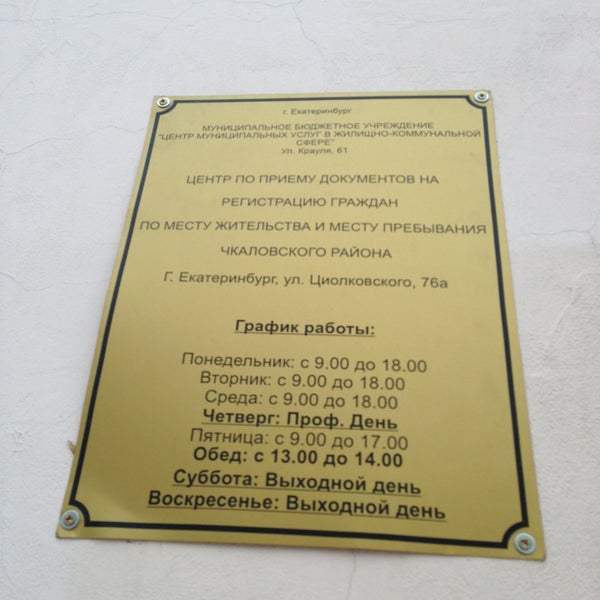 г. Екатеринбург
МУНИЦИПАЛЬНОЕ БЮДЖЕТНОЕ УЧРЕЖДЕНИЕ
"ЦЕНТР МУНИЦИПАЛЬНЫХ УСЛУГ В ЖИЛИЩНО-КОММУНАЛЬНОЙ
СФЕРЕ"
Ул. Крауля, 61
ЦЕНТР ПО ПРИЕМУ ДОКУМЕНТОВ НА
РЕГИСТРАЦИЮ ГРАЖДАН
ПО МЕСТУ ЖИТЕЛЬСТВА И МЕСТУ ПРЕБЫВАНИЯ
ЧКАЛОВСКОГО РАЙОНА
Г. Екатеринбург, ул. Циолковского, 76а
График работы:
Понедельник: с 9.00 до 18.00
Вторник: с 9.00 до 18.00
Среда: с 9.00 до 18.00
Четверг: Проф. День
Пятница: с 9.00 до 17.00
Обед: с 13.00 до 14.00
Суббота: Выходной день
Воскресенье: Выходной день